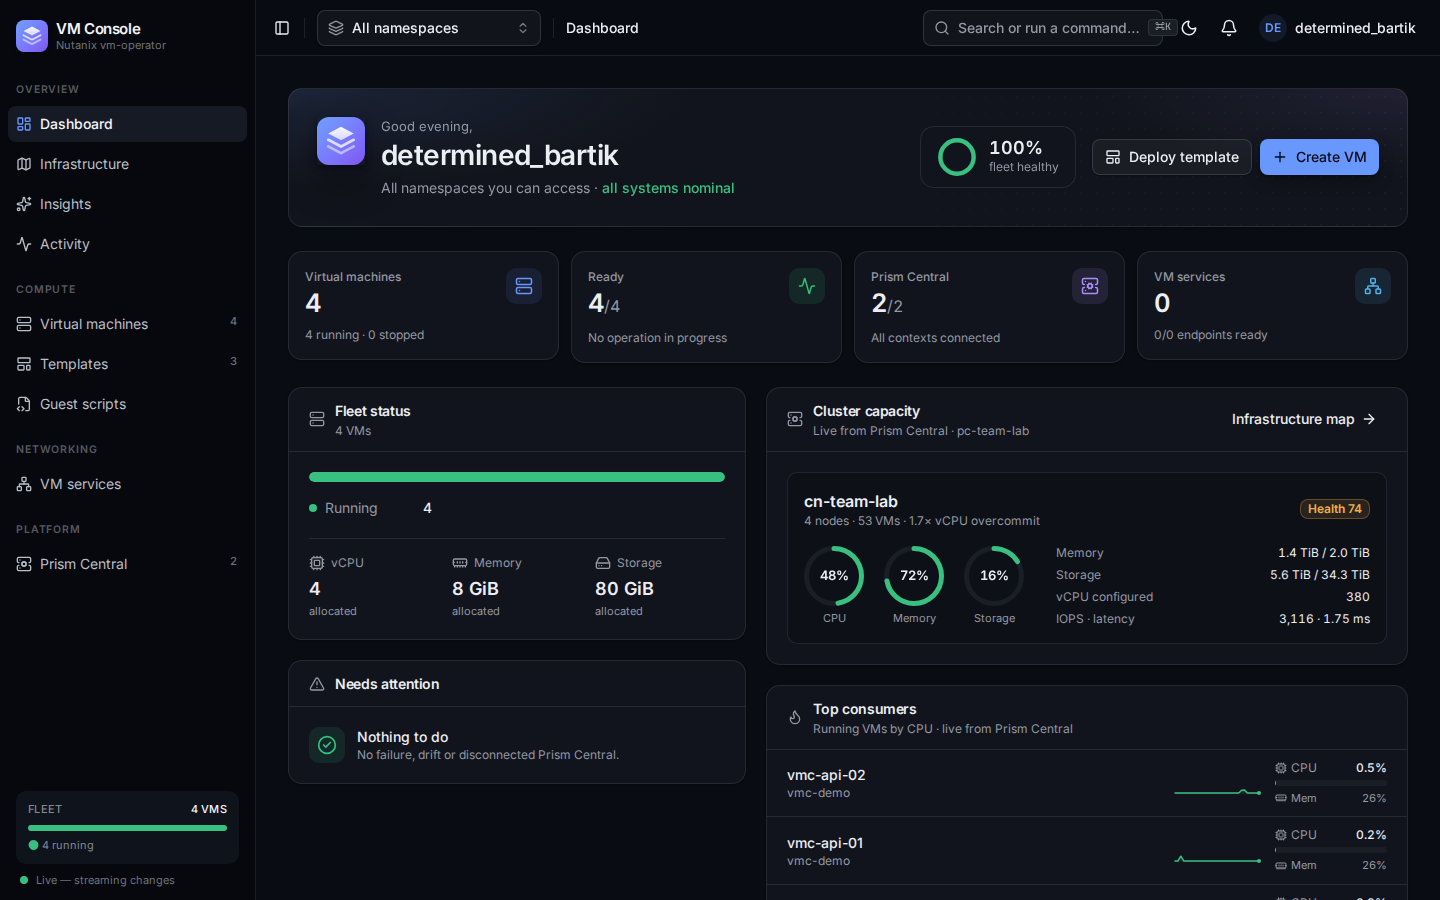 VM Console
Nutanix vm-operator
OVERVIEW
Dashboard
Infrastructure
Insights
Activity
COMPUTE
Virtual machines 4
Templates 3
Guest scripts
NETWORKING
VM services
PLATFORM
Prism Central 2
FLEET 4 VMS
4 running
Live — streaming changes
All namespaces
Dashboard
Search or run a command... ⌘K
DE determined_bartik
Good evening,
determined_bartik
All namespaces you can access · all systems nominal
100%
fleet healthy
Deploy template
Create VM
Virtual machines
4
4 running · 0 stopped
Ready
4/4
No operation in progress
Prism Central
2/2
All contexts connected
VM services
0
0/0 endpoints ready
Fleet status
4 VMs
Running 4
vCPU
4
allocated
Memory
8 GiB
allocated
Storage
80 GiB
allocated
Needs attention
Nothing to do
No failure, drift or disconnected Prism Central.
Cluster capacity
Live from Prism Central · pc-team-lab
Infrastructure map
cn-team-lab
4 nodes · 53 VMs · 1.7× vCPU overcommit
Health 74
48%
CPU
72%
Memory
16%
Storage
Memory 1.4 TiB / 2.0 TiB
Storage 5.6 TiB / 34.3 TiB
vCPU configured 380
IOPS · latency 3,116 · 1.75 ms
Top consumers
Running VMs by CPU · live from Prism Central
vmc-api-02
vmc-demo
CPU 0.5%
Mem 26%
vmc-api-01
vmc-demo
CPU 0.2%
Mem 26%